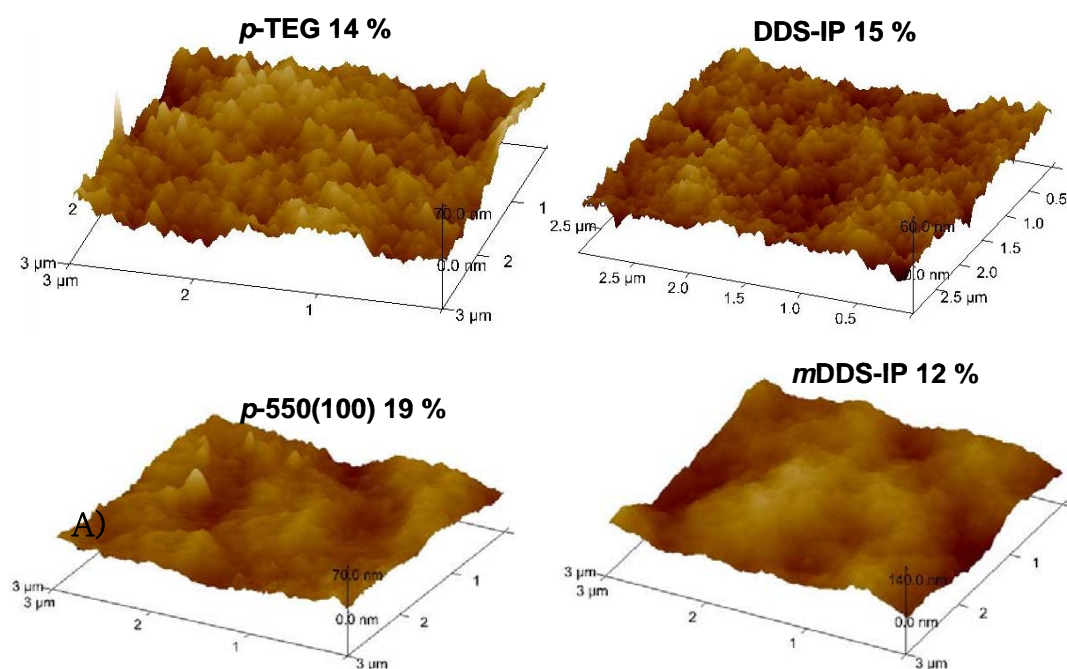 p-TEG 14 %
2
3 µm
3 µm
2
1
3 µm
2
1
70.0 nm
0.0 nm
DDS-IP 15 %
2.5 µm
2.5
2.0
1.5
1.0
0.5
2.5 µm
2.0
1.5
1.0
0.5
60.0 nm
0.0 nm
p-550(100) 19 %
A)
3 µm
3 µm
2
1
3 µm
2
1
70.0 nm
0.0 nm
mDDS-IP 12 %
3 µm
3 µm
2
1
3 µm
2
1
140.0 nm
0.0 nm